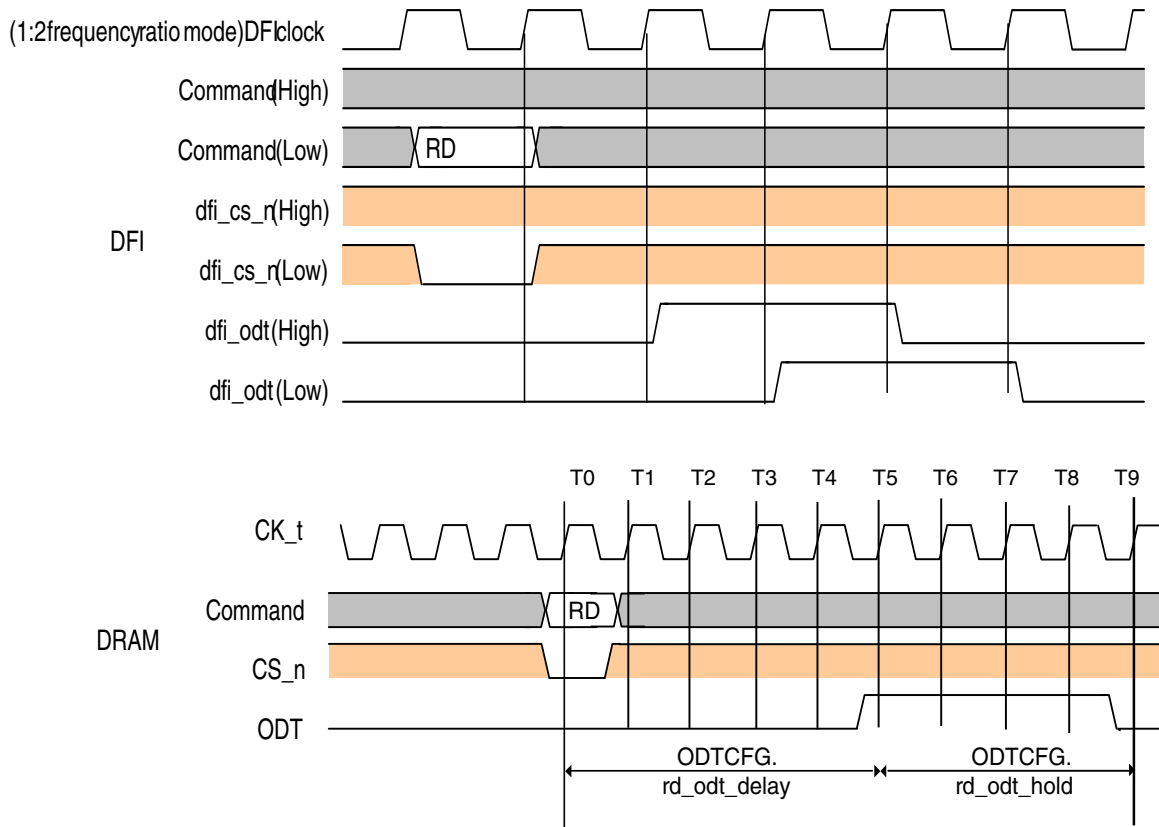 (1:2frequencyratio mode)DFIclock
Command(High)
Command(Low)
RD
dfi_cs_n(High)
DFI
dfi_cs_n(Low)
dfi_odt(High)
dfi_odt(Low)
T0 T1 T2 T3 T4 T5 T6 T7 T8 T9
CK_t
Command
RD
DRAM
CS_n
ODT
ODTCFG. ODTCFG.
rd_odt_delay rd_odt_hold